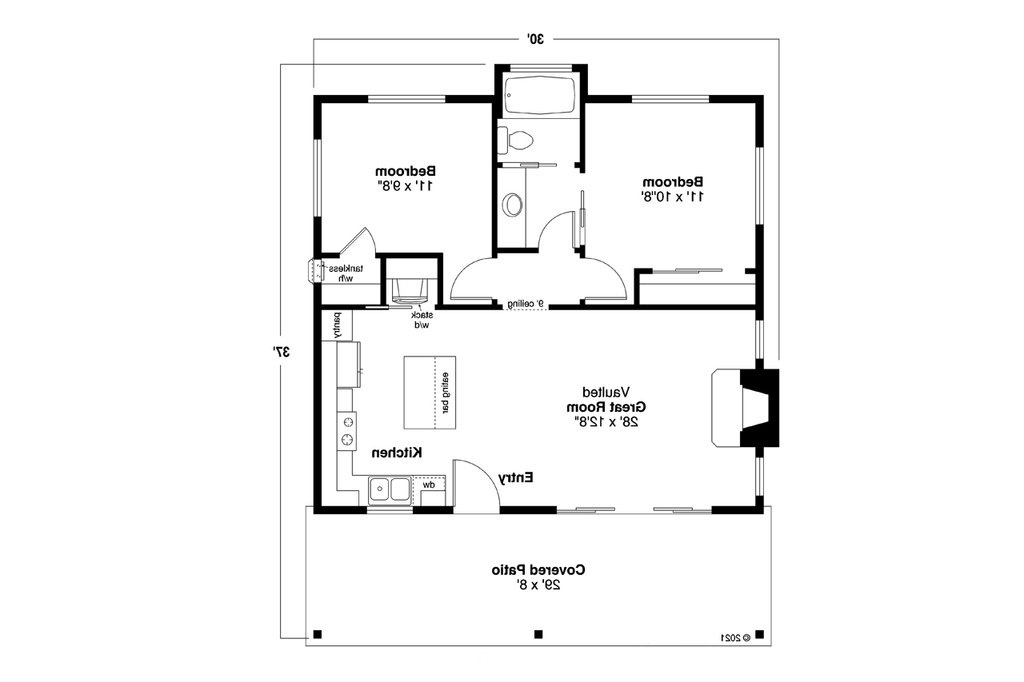 30'
37'
Bedroom
11' x 9'8"
Bedroom
11' x 10'8"
tankless
w/h
stack
w/d
9' ceiling
pantry
eating bar
Vaulted
Great Room
28' x 12'8"
Kitchen
Entry
dw
Covered Patio
29' x 8'
© 2021